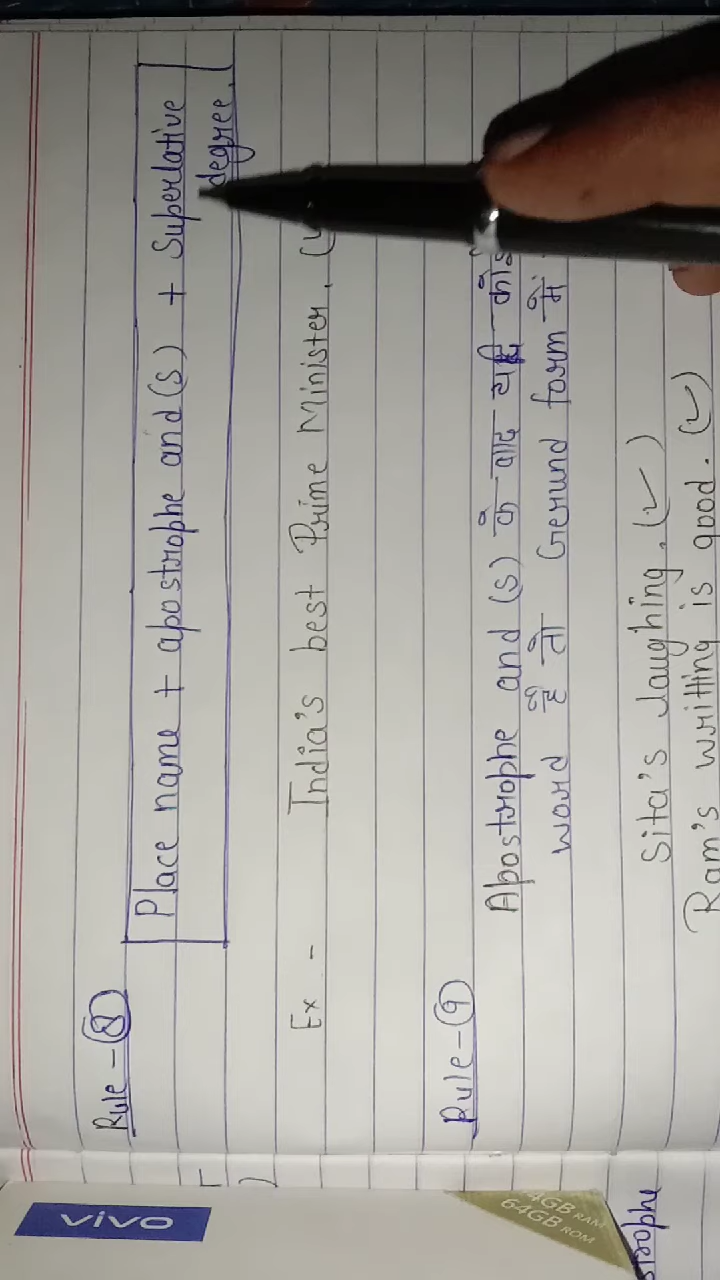 Rule-(8)
Place name + apostrophe and (s) + Superlative
degree.
Ex - India's best Prime Minister.
Rule-(9)
Apostrophe and (s) के बाद यदि कोई
word है तो Gerund form में
Sita's laughing. (✓)
Ram's writting is good. (✓)
vivo
4GB RAM
64GB ROM